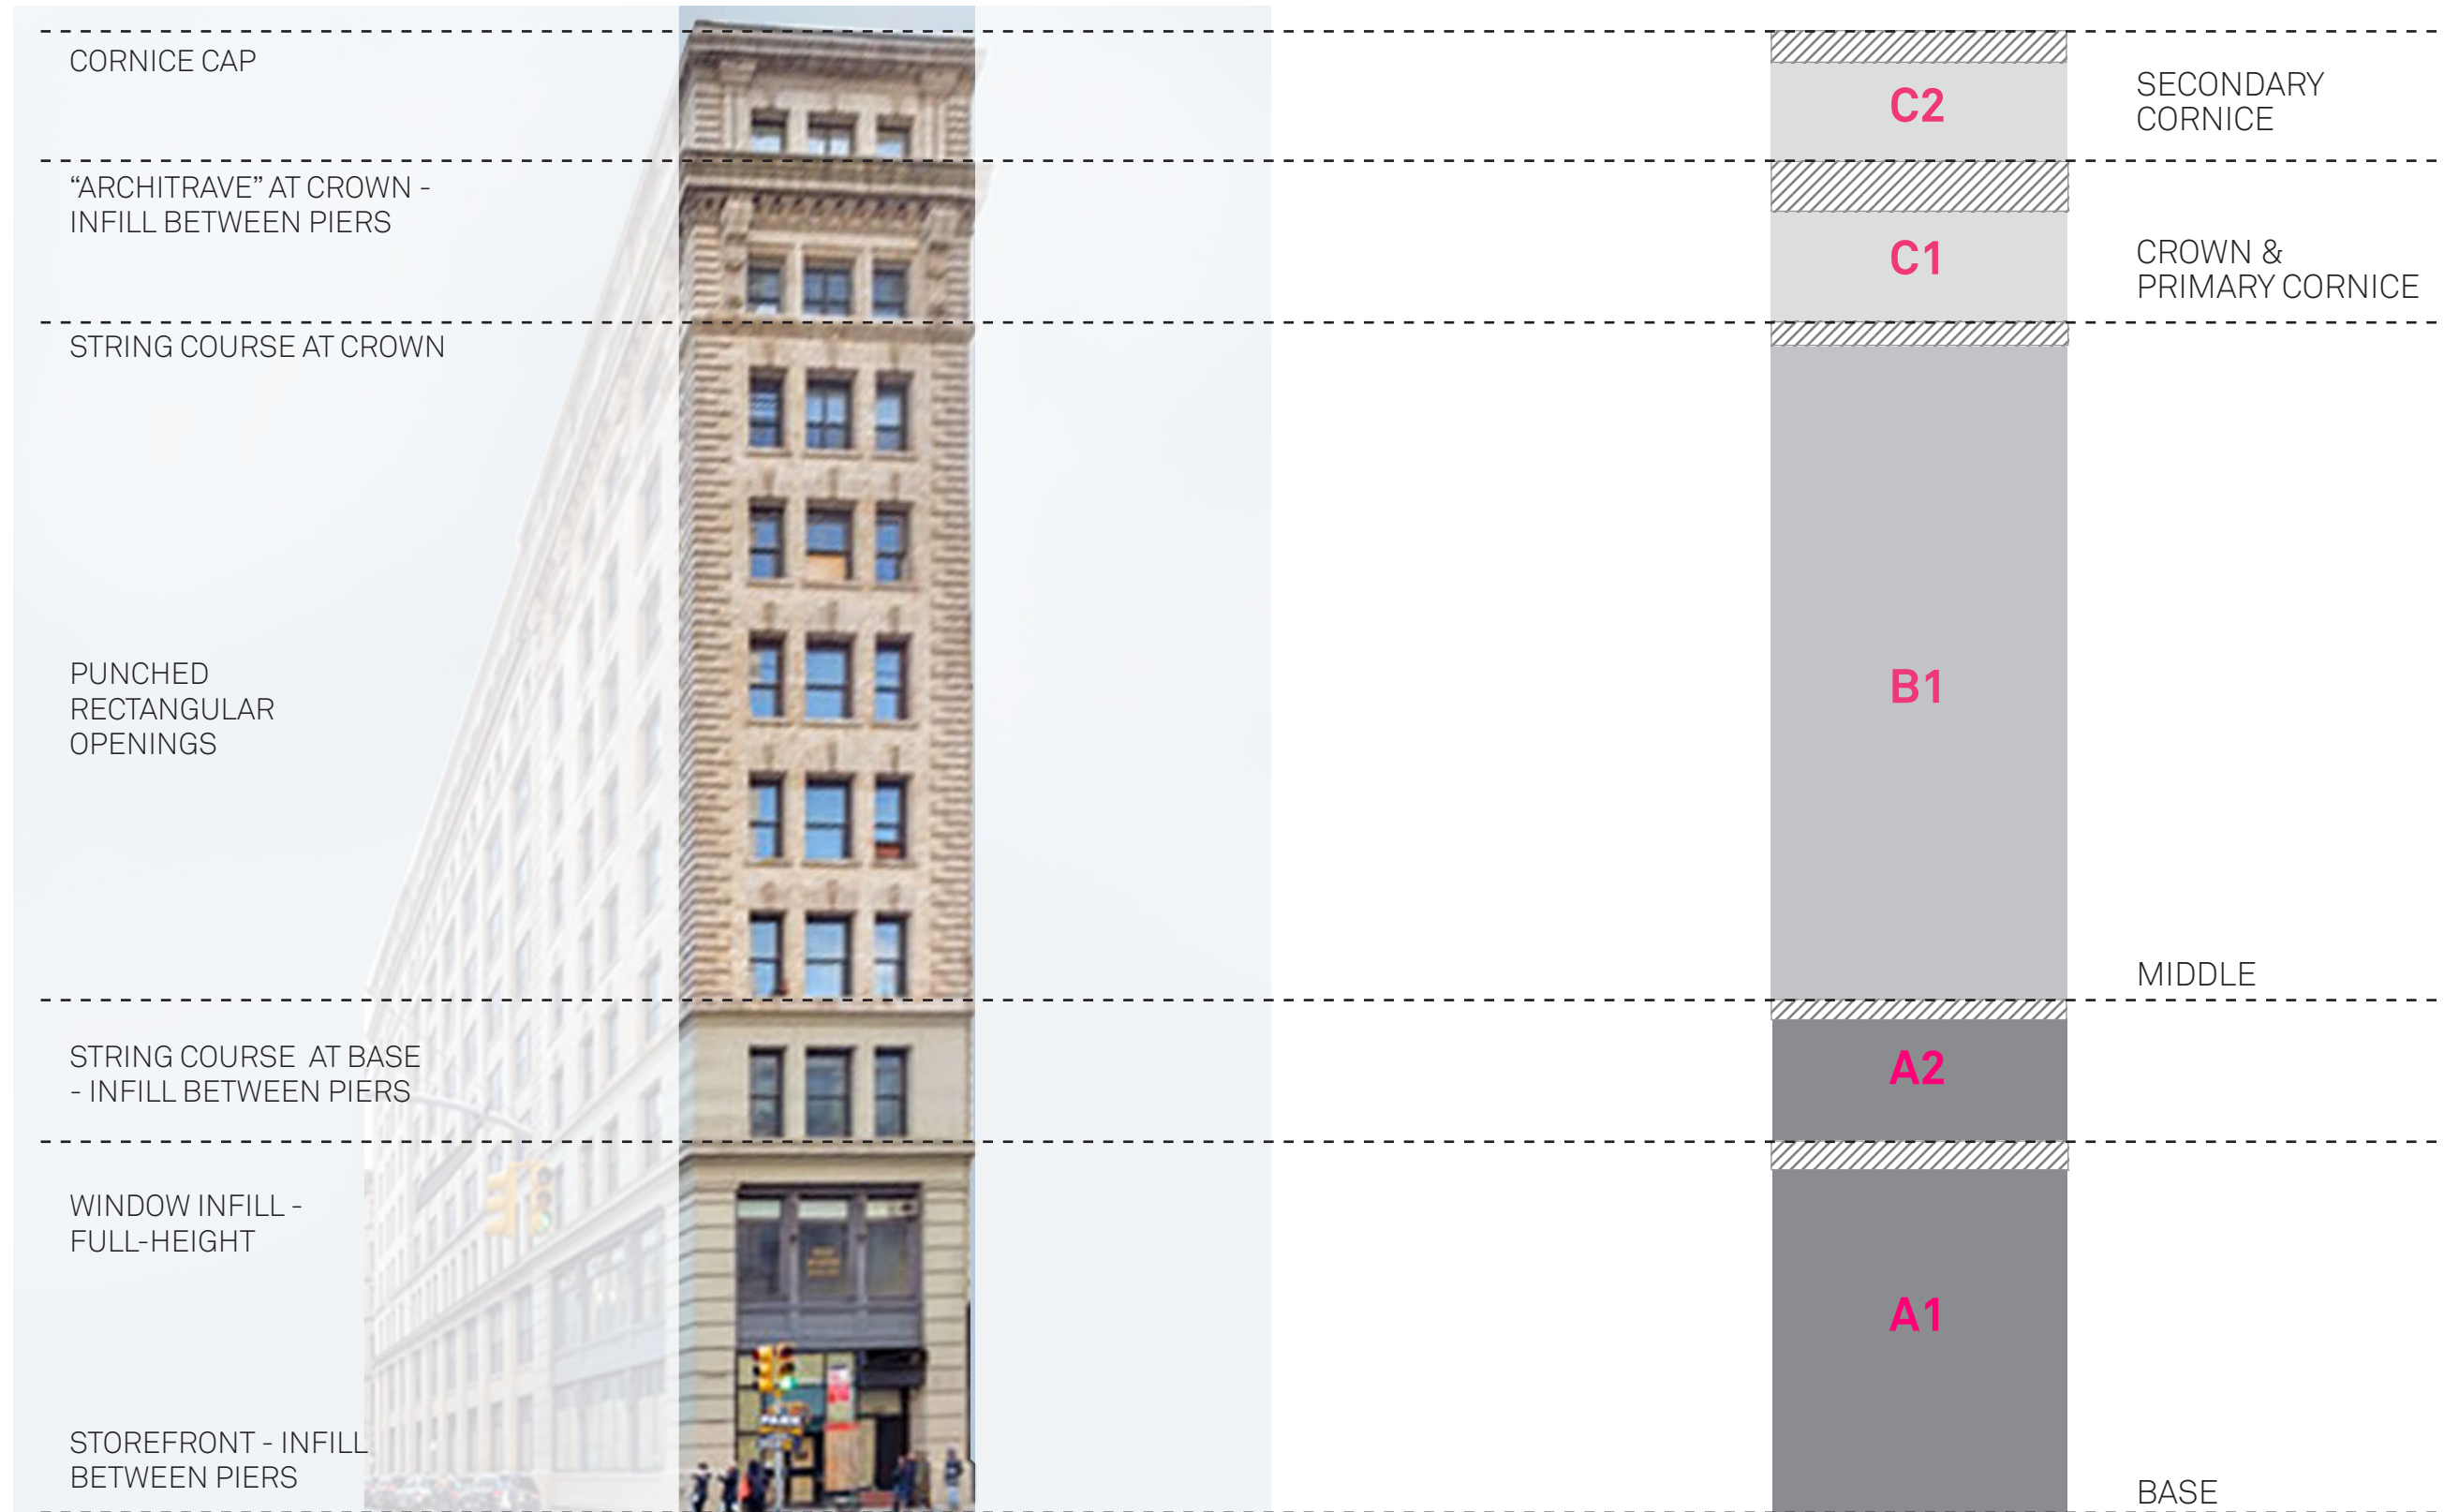 CORNICE CAP
“ARCHITRAVE” AT CROWN -
INFILL BETWEEN PIERS
STRING COURSE AT CROWN
PUNCHED
RECTANGULAR
OPENINGS
STRING COURSE AT BASE
- INFILL BETWEEN PIERS
WINDOW INFILL -
FULL-HEIGHT
STOREFRONT - INFILL
BETWEEN PIERS
PARK
C2
C1
B1
A2
A1
SECONDARY
CORNICE
CROWN &
PRIMARY CORNICE
MIDDLE
BASE